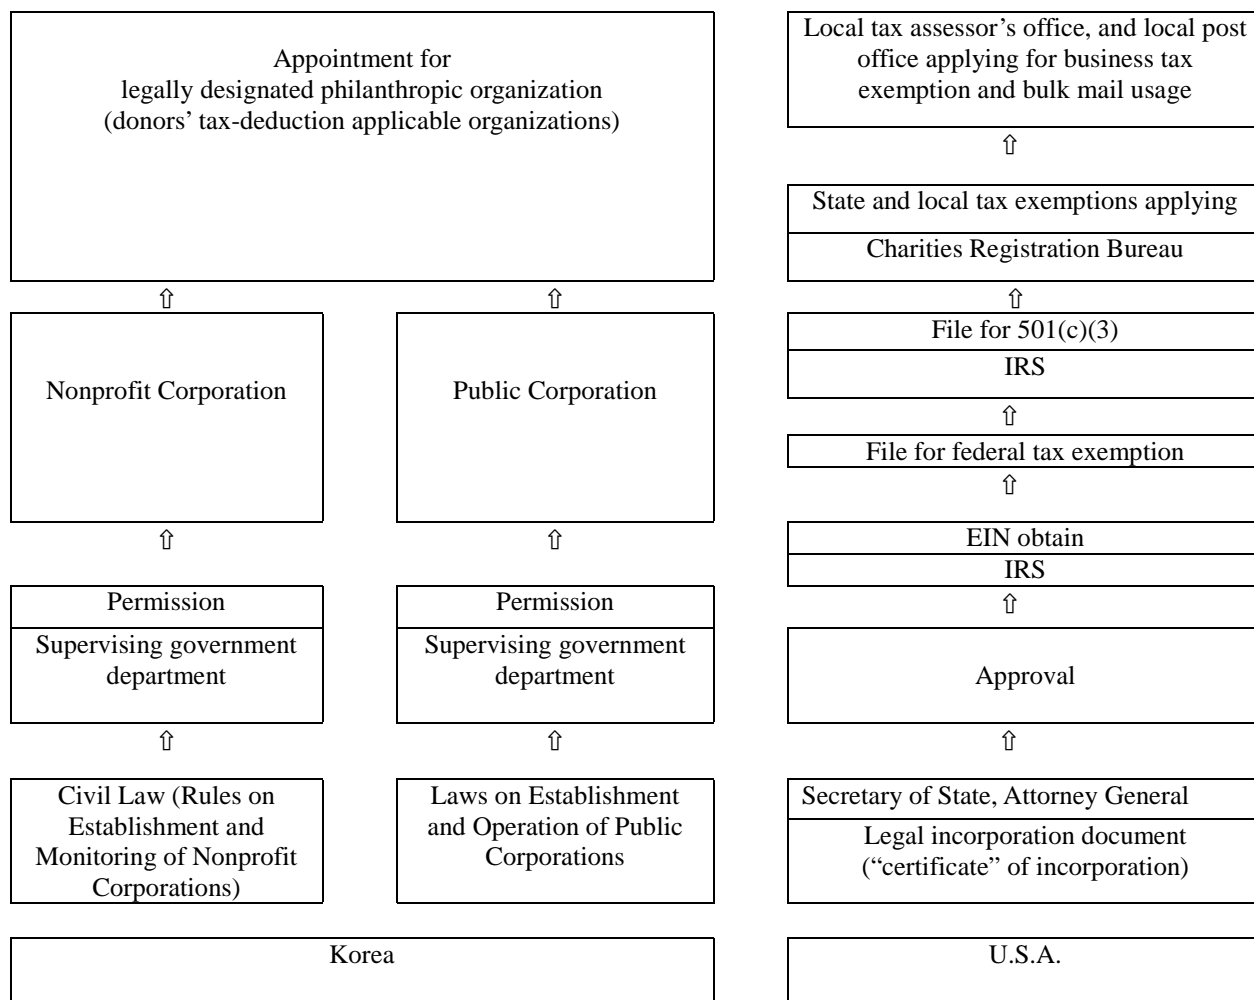 Appointment for
legally designated philanthropic organization
(donors’ tax-deduction applicable organizations)
⇧
⇧
Nonprofit Corporation
Public Corporation
⇧
⇧
Permission
Supervising government
department
Permission
Supervising government
department
⇧
⇧
Civil Law (Rules on
Establishment and
Monitoring of Nonprofit
Corporations)
Laws on Establishment
and Operation of Public
Corporations
Korea
Local tax assessor’s office, and local post
office applying for business tax
exemption and bulk mail usage
⇧
State and local tax exemptions applying
Charities Registration Bureau
⇧
File for 501(c)(3)
IRS
⇧
File for federal tax exemption
⇧
EIN obtain
IRS
⇧
Approval
⇧
Secretary of State, Attorney General
Legal incorporation document
(“certificate” of incorporation)
U.S.A.